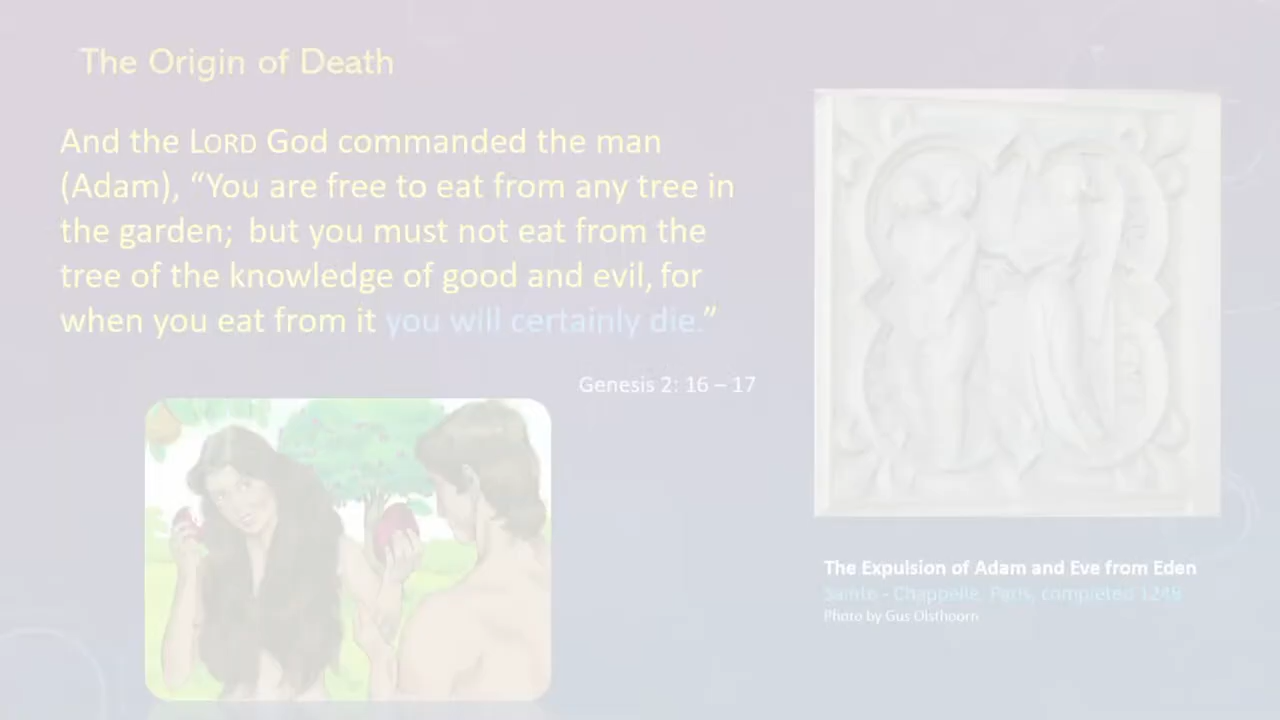 The Origin of Death
And the LORD God commanded the man
(Adam), “You are free to eat from any tree in
the garden;  but you must not eat from the
tree of the knowledge of good and evil, for
when you eat from it you will certainly die.”
Genesis 2: 16 – 17
The Expulsion of Adam and Eve from Eden
Sainte - Chappelle, Paris, completed 1248
Photo by Gus Olsthoorn